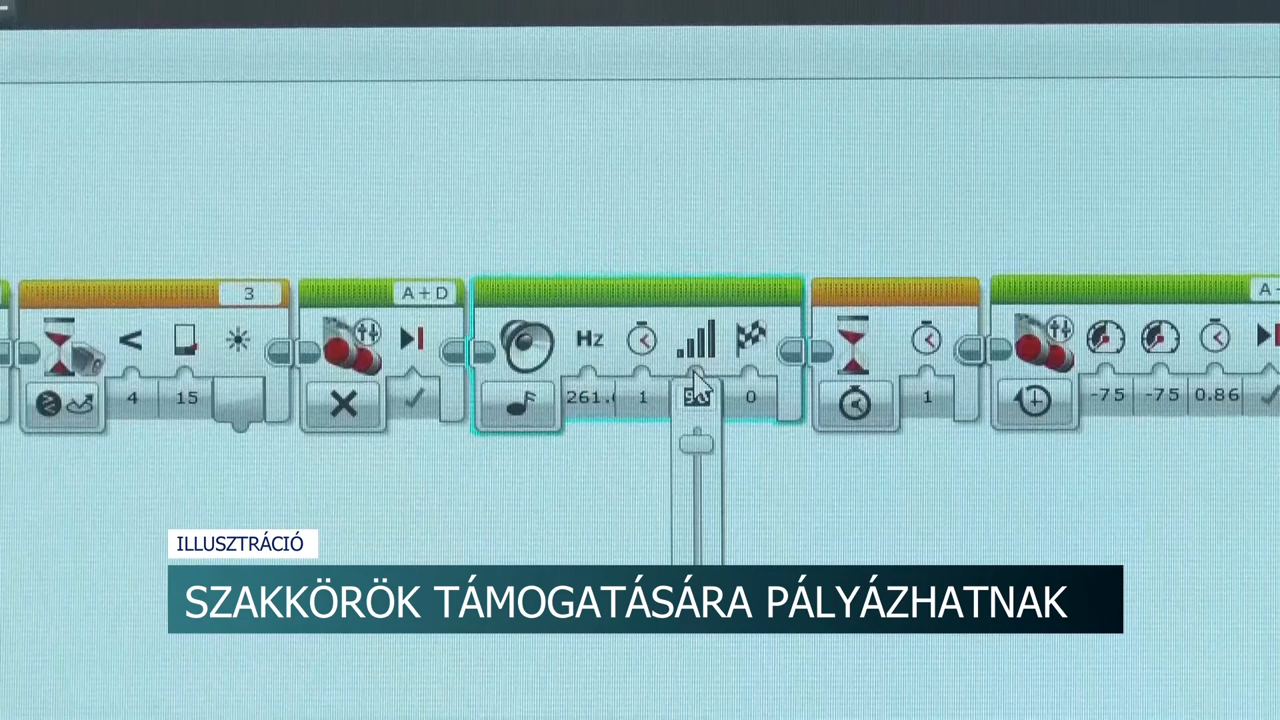 3
A+D
A-
Hz
4
15
261.
1
0
1
-75
-75
0.86
ILLUSZTRÁCIÓ
SZAKKÖRÖK TÁMOGATÁSÁRA PÁLYÁZHATNAK